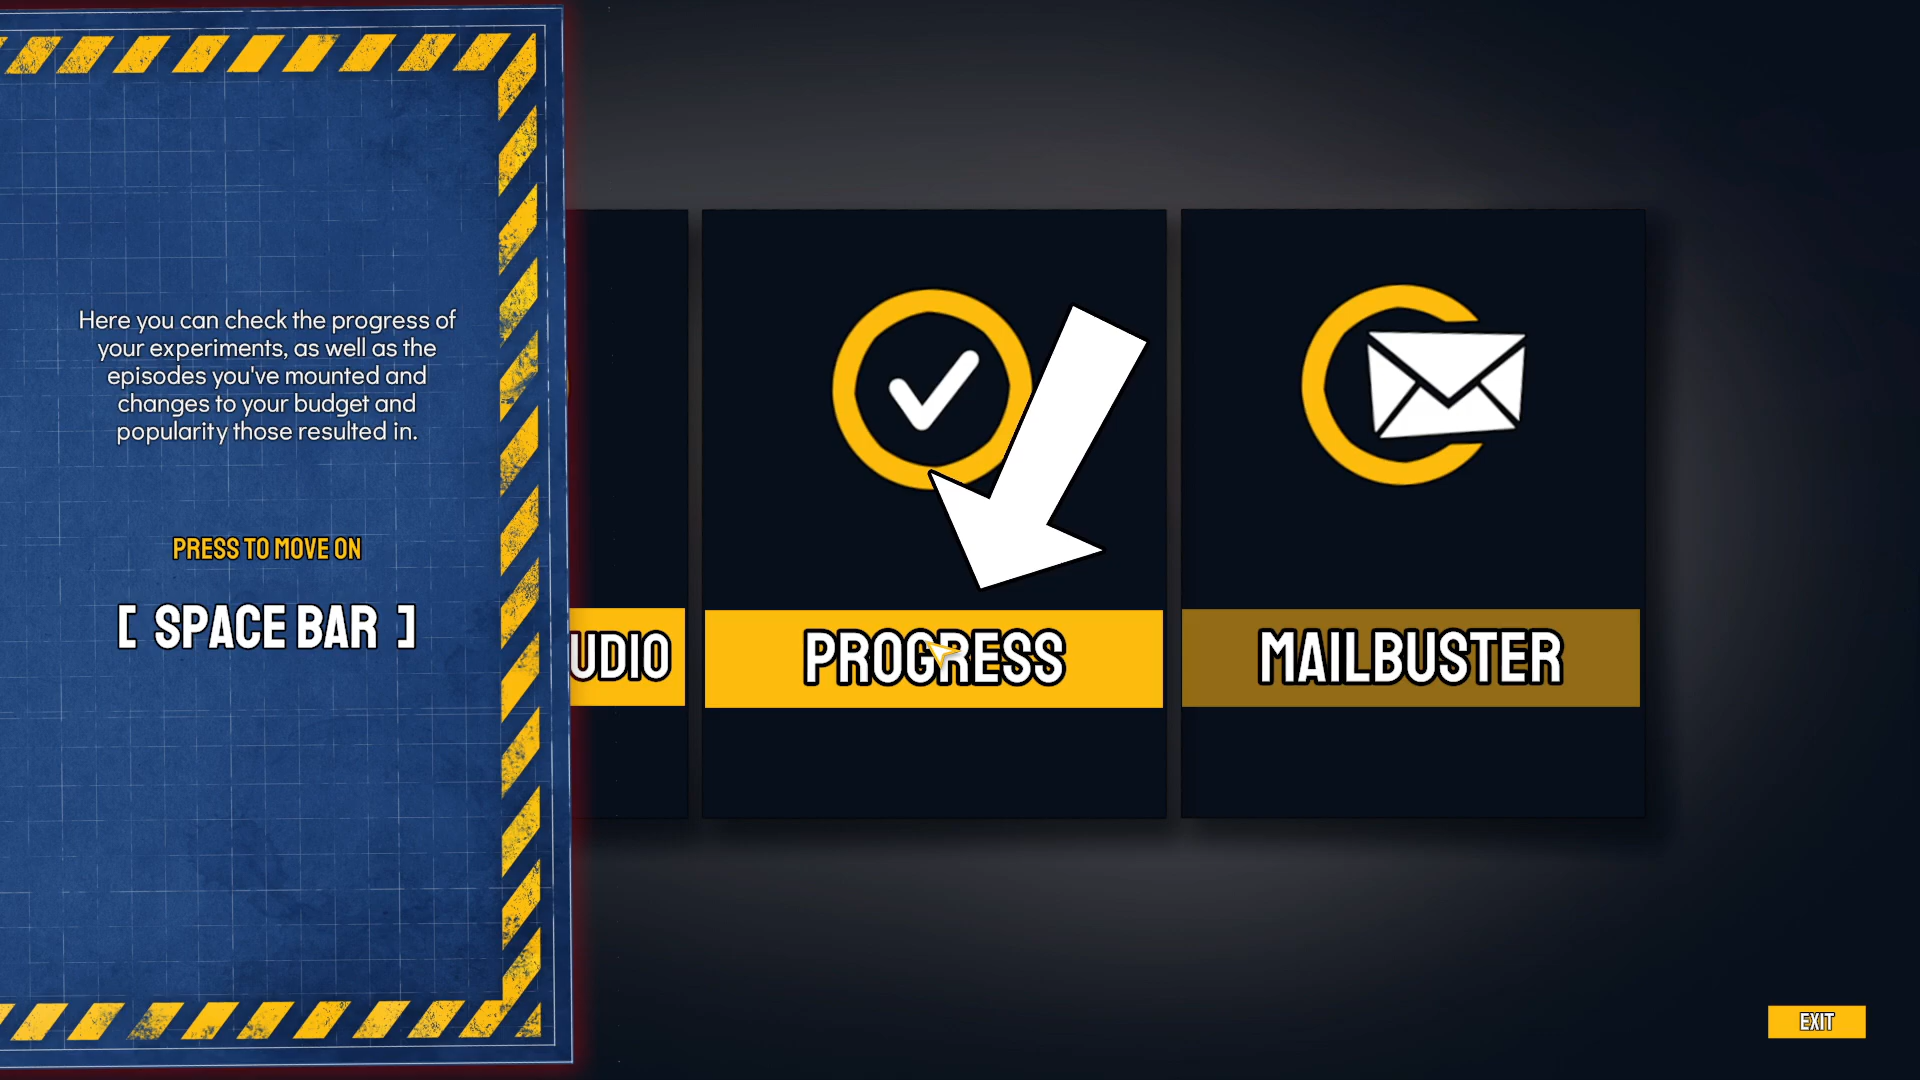 Here you can check the progress of
your experiments, as well as the
episodes you've mounted and
changes to your budget and
popularity those resulted in.
PRESS TO MOVE ON
[ SPACE BAR ]
UDIO
PROGRESS
MAILBUSTER
EXIT